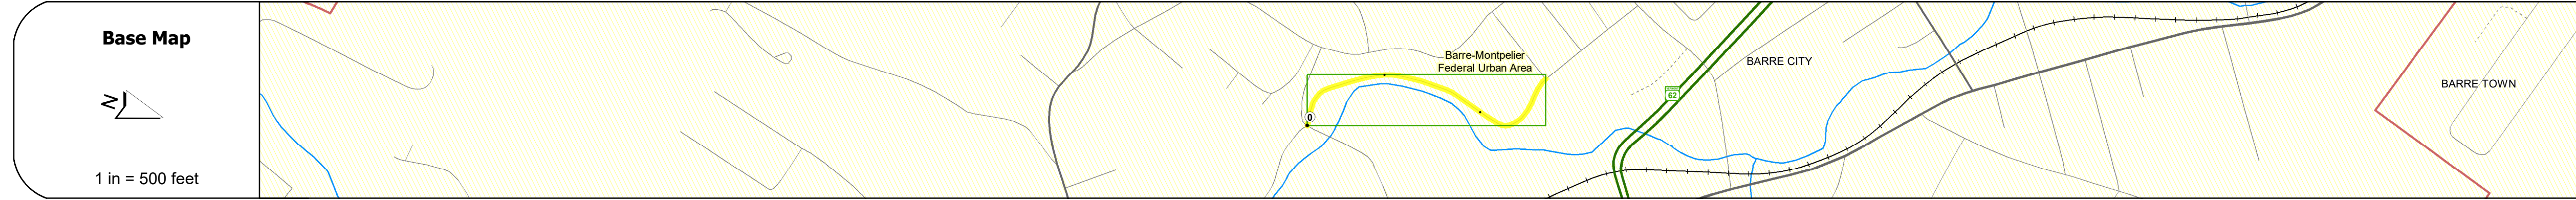 Base Map
N
1 in = 500 feet
Barre-Montpelier
Federal Urban Area
0
62
BARRE CITY
BARRE TOWN